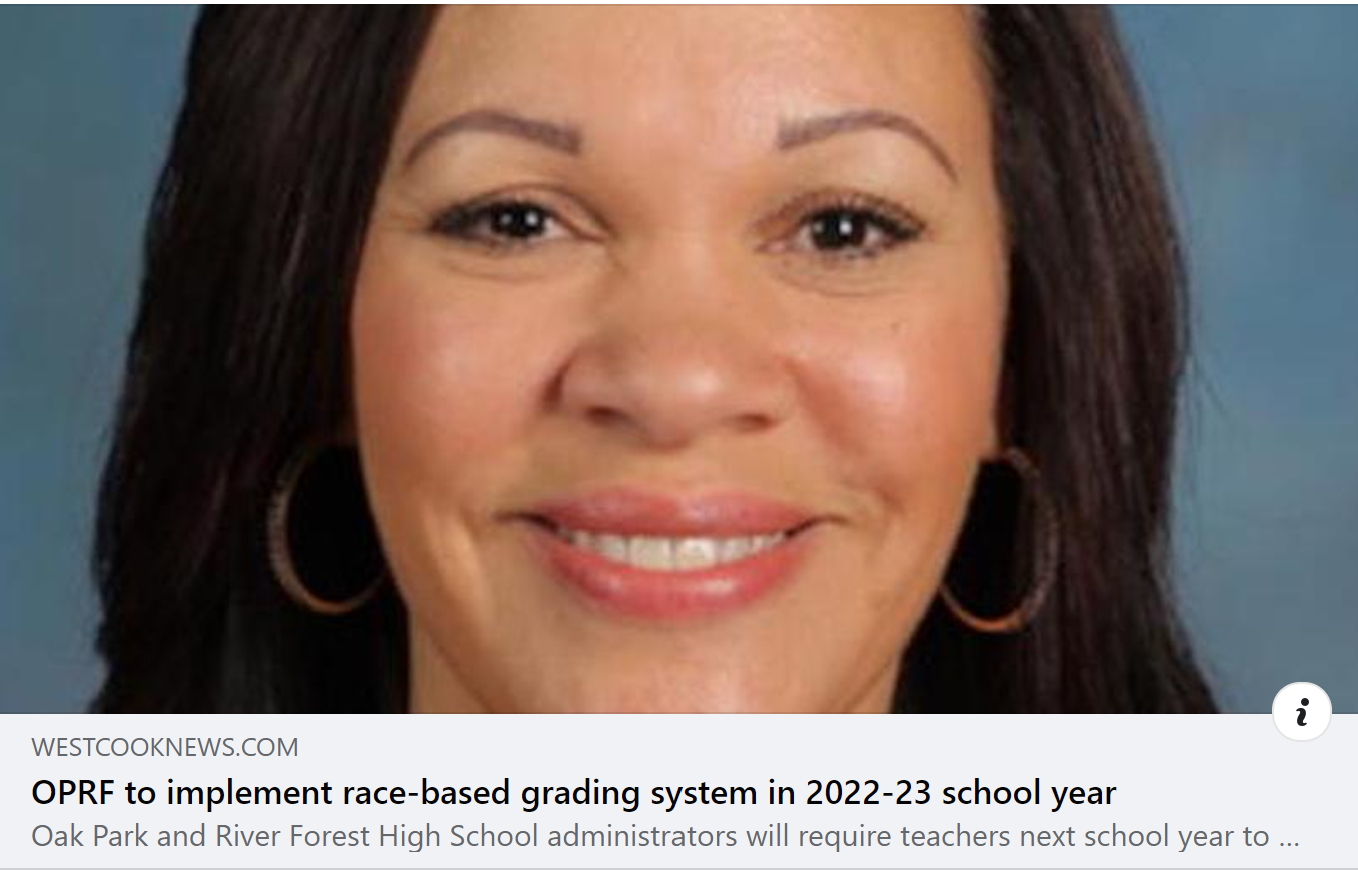 WESTCOOKNEWS.COM
OPRF to implement race-based grading system in 2022-23 school year
Oak Park and River Forest High School administrators will require teachers next school year to ...